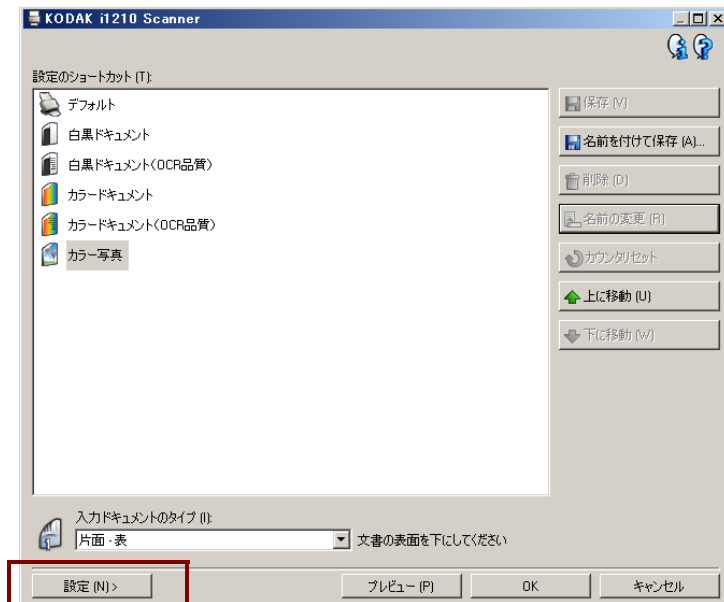 KODAK i1210 Scanner
設定のショートカット (T):
デフォルト
白黒ドキュメント
白黒ドキュメント(OCR品質)
カラードキュメント
カラードキュメント(OCR品質)
カラー写真
保存 (V)
名前を付けて保存 (A)...
削除 (D)
名前の変更 (R)
カウンタリセット
上に移動 (U)
下に移動 (W)
入力ドキュメントのタイプ (I):
片面 - 表
文書の表面を下にしてください
設定 (N) >
プレビュー (P)
OK
キャンセル